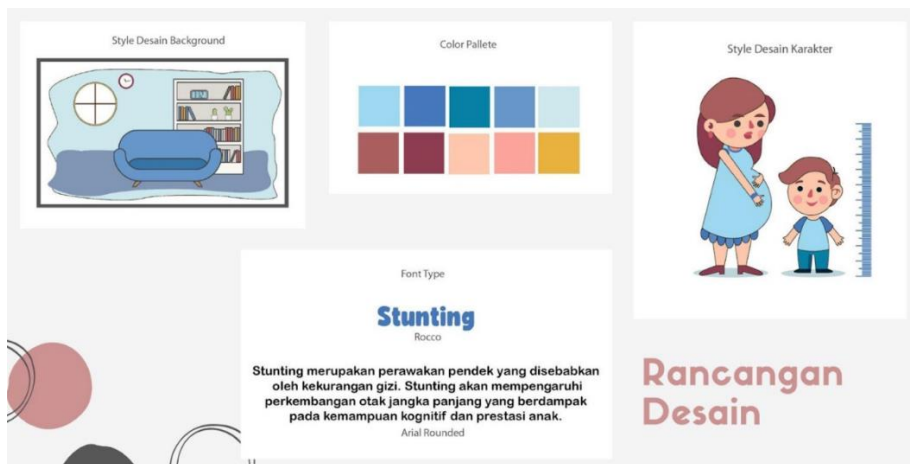 Style Desain Background
Color Pallete
Style Desain Karakter
Font Type
Stunting
Rocco
Stunting merupakan perawakan pendek yang disebabkan
oleh kekurangan gizi. Stunting akan mempengaruhi
perkembangan otak jangka panjang yang berdampak
pada kemampuan kognitif dan prestasi anak.
Arial Rounded
Rancangan
Desain